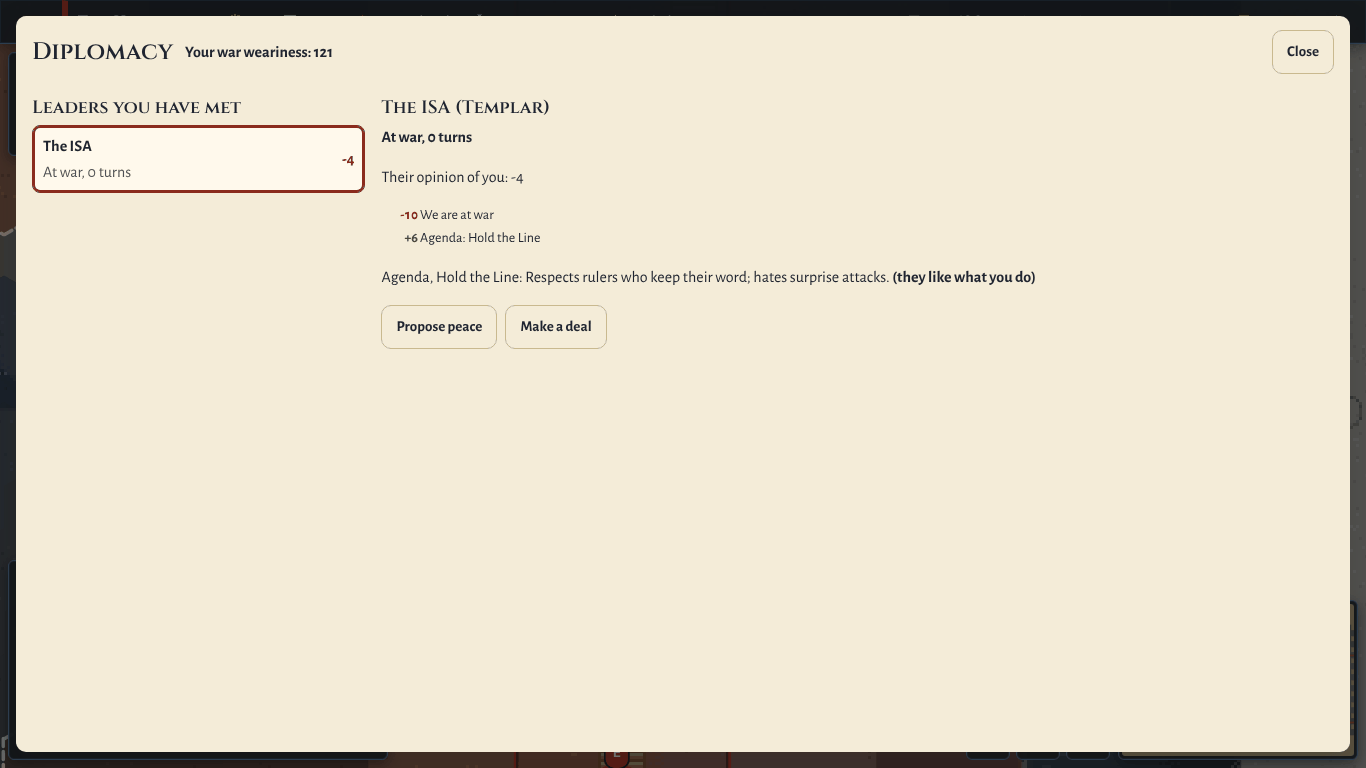 Diplomacy Your war weariness: 121
Close
Leaders you have met
The ISA
At war, 0 turns
-4
The ISA (Templar)
At war, 0 turns
Their opinion of you: -4
-10 We are at war
+6 Agenda: Hold the Line
Agenda, Hold the Line: Respects rulers who keep their word; hates surprise attacks. (they like what you do)
Propose peace
Make a deal